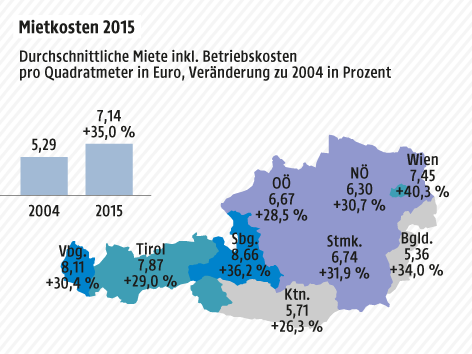 Mietkosten 2015
Durchschnittliche Miete inkl. Betriebskosten
pro Quadratmeter in Euro, Veränderung zu 2004 in Prozent
5,29
7,14
+35,0 %
2004
2015
Wien
7,45
+40,3 %
NÖ
6,30
+30,7 %
OÖ
6,67
+28,5 %
Bgld.
5,36
+34,0 %
Stmk.
6,74
+31,9 %
Sbg.
8,66
+36,2 %
Tirol
7,87
+29,0 %
Vbg.
8,11
+30,4 %
Ktn.
5,71
+26,3 %